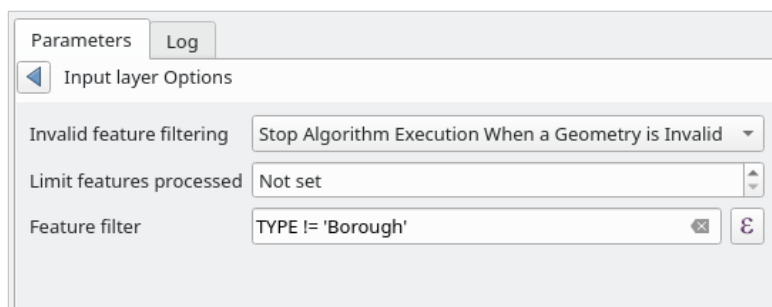 Parameters Log
Input layer Options
Invalid feature filtering Stop Algorithm Execution When a Geometry is Invalid
Limit features processed Not set
Feature filter TYPE != 'Borough' ε